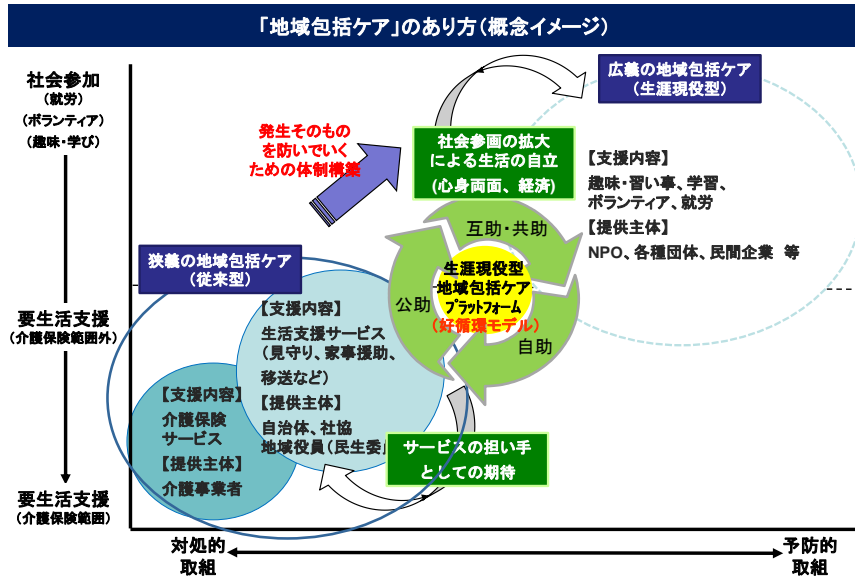 「地域包括ケア」のあり方（概念イメージ）
社会参加
（就労）
（ボランティア）
（趣味・学び）
要生活支援
（介護保険範囲外）
要生活支援
（介護保険範囲）
発生そのもの
を防いでいく
ための体制構築
広義の地域包括ケア
（生涯現役型）
社会参画の拡大
による生活の自立
（心身両面、経済）
【支援内容】
趣味・習い事、学習、
ボランティア、就労
【提供主体】
NPO、各種団体、民間企業 等
互助・共助
公助
自助
生涯現役型
地域包括ケア
プラットフォーム
（好循環モデル）
狭義の地域包括ケア
（従来型）
【支援内容】
生活支援サービス
（見守り、家事援助、
移送など）
【提供主体】
自治体、社協
地域役員（民生委
【支援内容】
介護保険
サービス
【提供主体】
介護事業者
サービスの担い手
としての期待
対処的
取組
予防的
取組